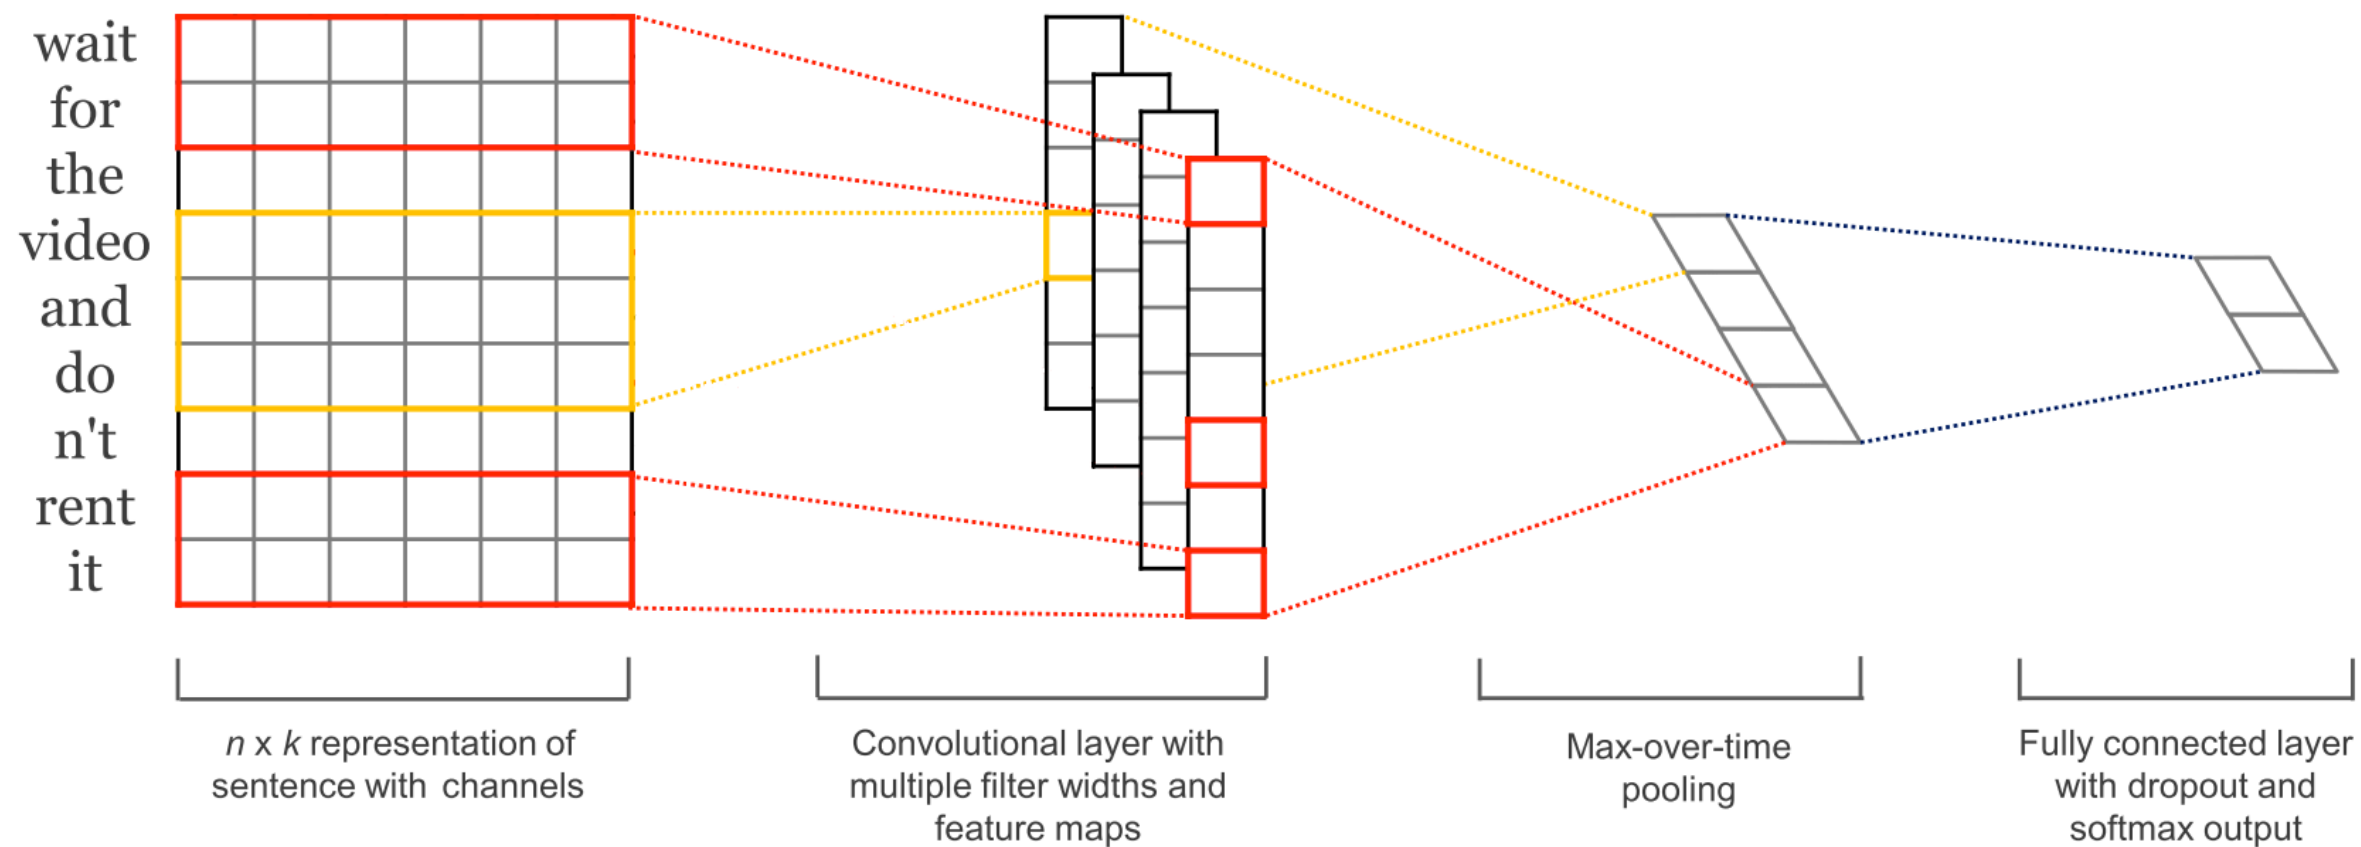 wait
for
the
video
and
do
n't
rent
it
n x k representation of
sentence with channels
Convolutional layer with
multiple filter widths and
feature maps
Max-over-time
pooling
Fully connected layer
with dropout and
softmax output